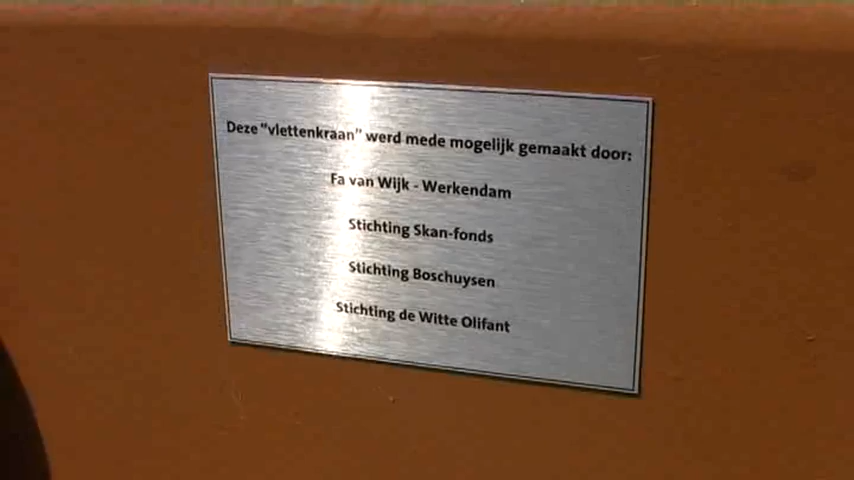 Deze "vlettenkraan" werd mede mogelijk gemaakt door:
Fa van Wijk - Werkendam
Stichting Skan-fonds
Stichting Boschuysen
Stichting de Witte Olifant